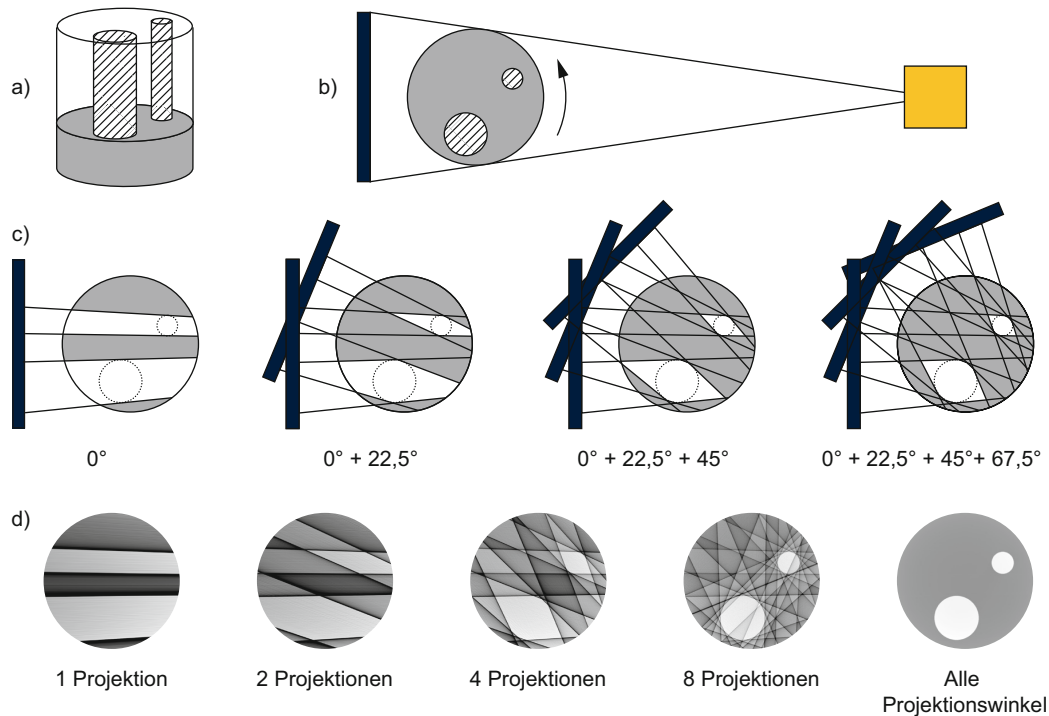 a)
b)
c)
0°
0° + 22,5°
0° + 22,5° + 45°
0° + 22,5° + 45°+ 67,5°
d)
1 Projektion
2 Projektionen
4 Projektionen
8 Projektionen
Alle
Projektionswinkel